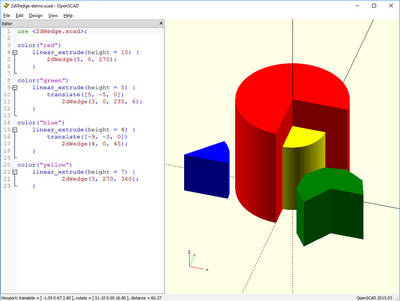 2dWedge-demo.scad - OpenSCAD
File Edit Design View Help
Editor
1 use <2dWedge.scad>;
2
3 color("red")
4 linear_extrude(height = 10) {
5 2dWedge(5, 0, 270);
6 }
7
8 color("green")
9 linear_extrude(height = 5) {
10 translate([5, -5, 0])
11 2dWedge(3, 0, 235, 6);
12 }
13
14 color("blue")
15 linear_extrude(height = 4) {
16 translate([-9, -3, 0])
17 2dWedge(4, 0, 45);
18 }
19
20 color("yellow")
21 linear_extrude(height = 7) {
22 2dWedge(3, 270, 360);
23 }
Viewport: translate = [ -1.09 0.67 2.80 ], rotate = [ 51.10 0.00 16.80 ], distance = 60.27
OpenSCAD 2015.03